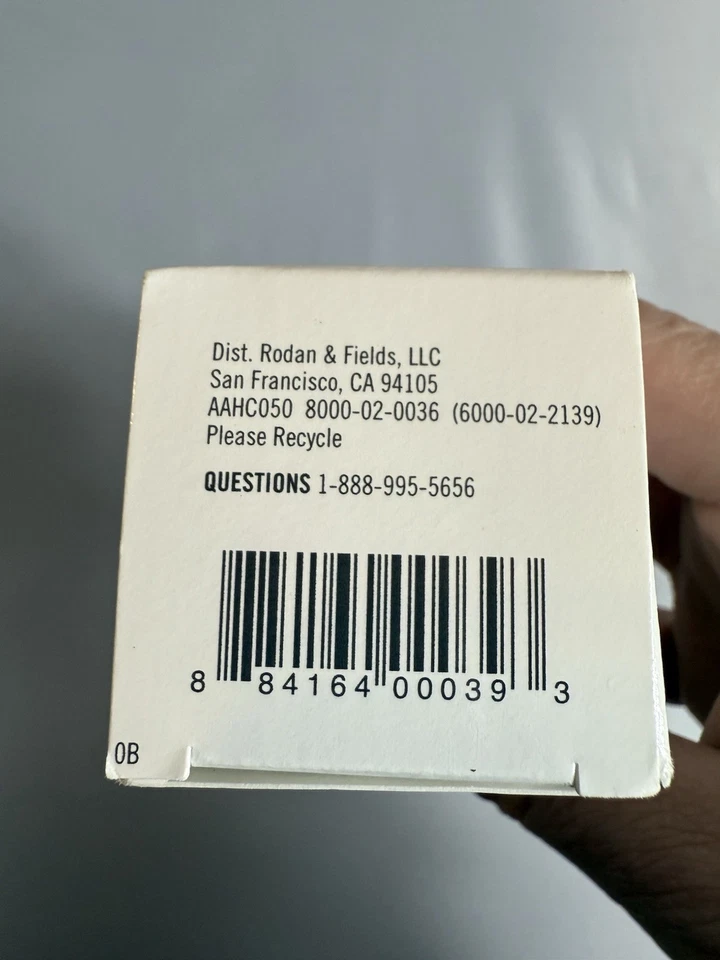 Dist. Rodan & Fields, LLC
San Francisco, CA 94105
AAHC050 8000-02-0036 (6000-02-2139)
Please Recycle
QUESTIONS 1-888-995-5656
8 84164 00039 3
0B